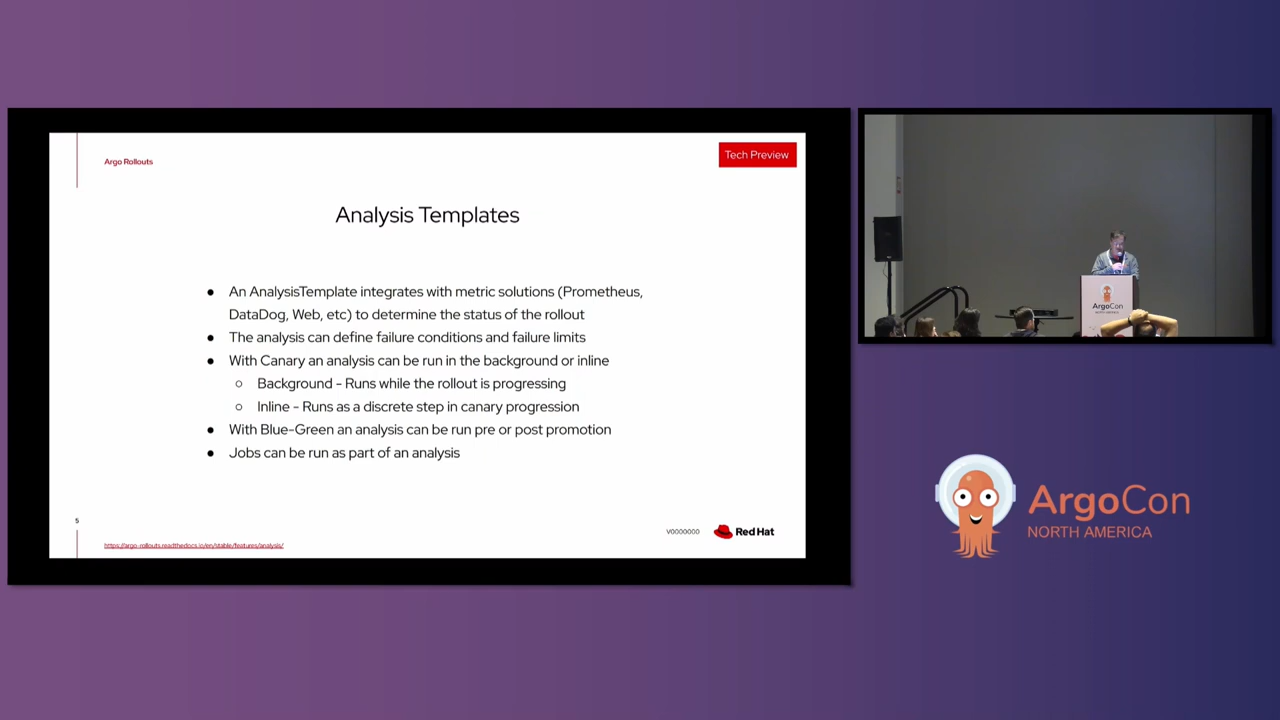 Argo Rollouts
Tech Preview
Analysis Templates
● An AnalysisTemplate integrates with metric solutions (Prometheus,
DataDog, Web, etc) to determine the status of the rollout
● The analysis can define failure conditions and failure limits
● With Canary an analysis can be run in the background or inline
○ Background - Runs while the rollout is progressing
○ Inline - Runs as a discrete step in canary progression
● With Blue-Green an analysis can be run pre or post promotion
● Jobs can be run as part of an analysis
5
https://argo-rollouts.readthedocs.io/en/stable/features/analysis/
V0000000
Red Hat
ArgoCon
NORTH AMERICA
ArgoCon
NORTH AMERICA